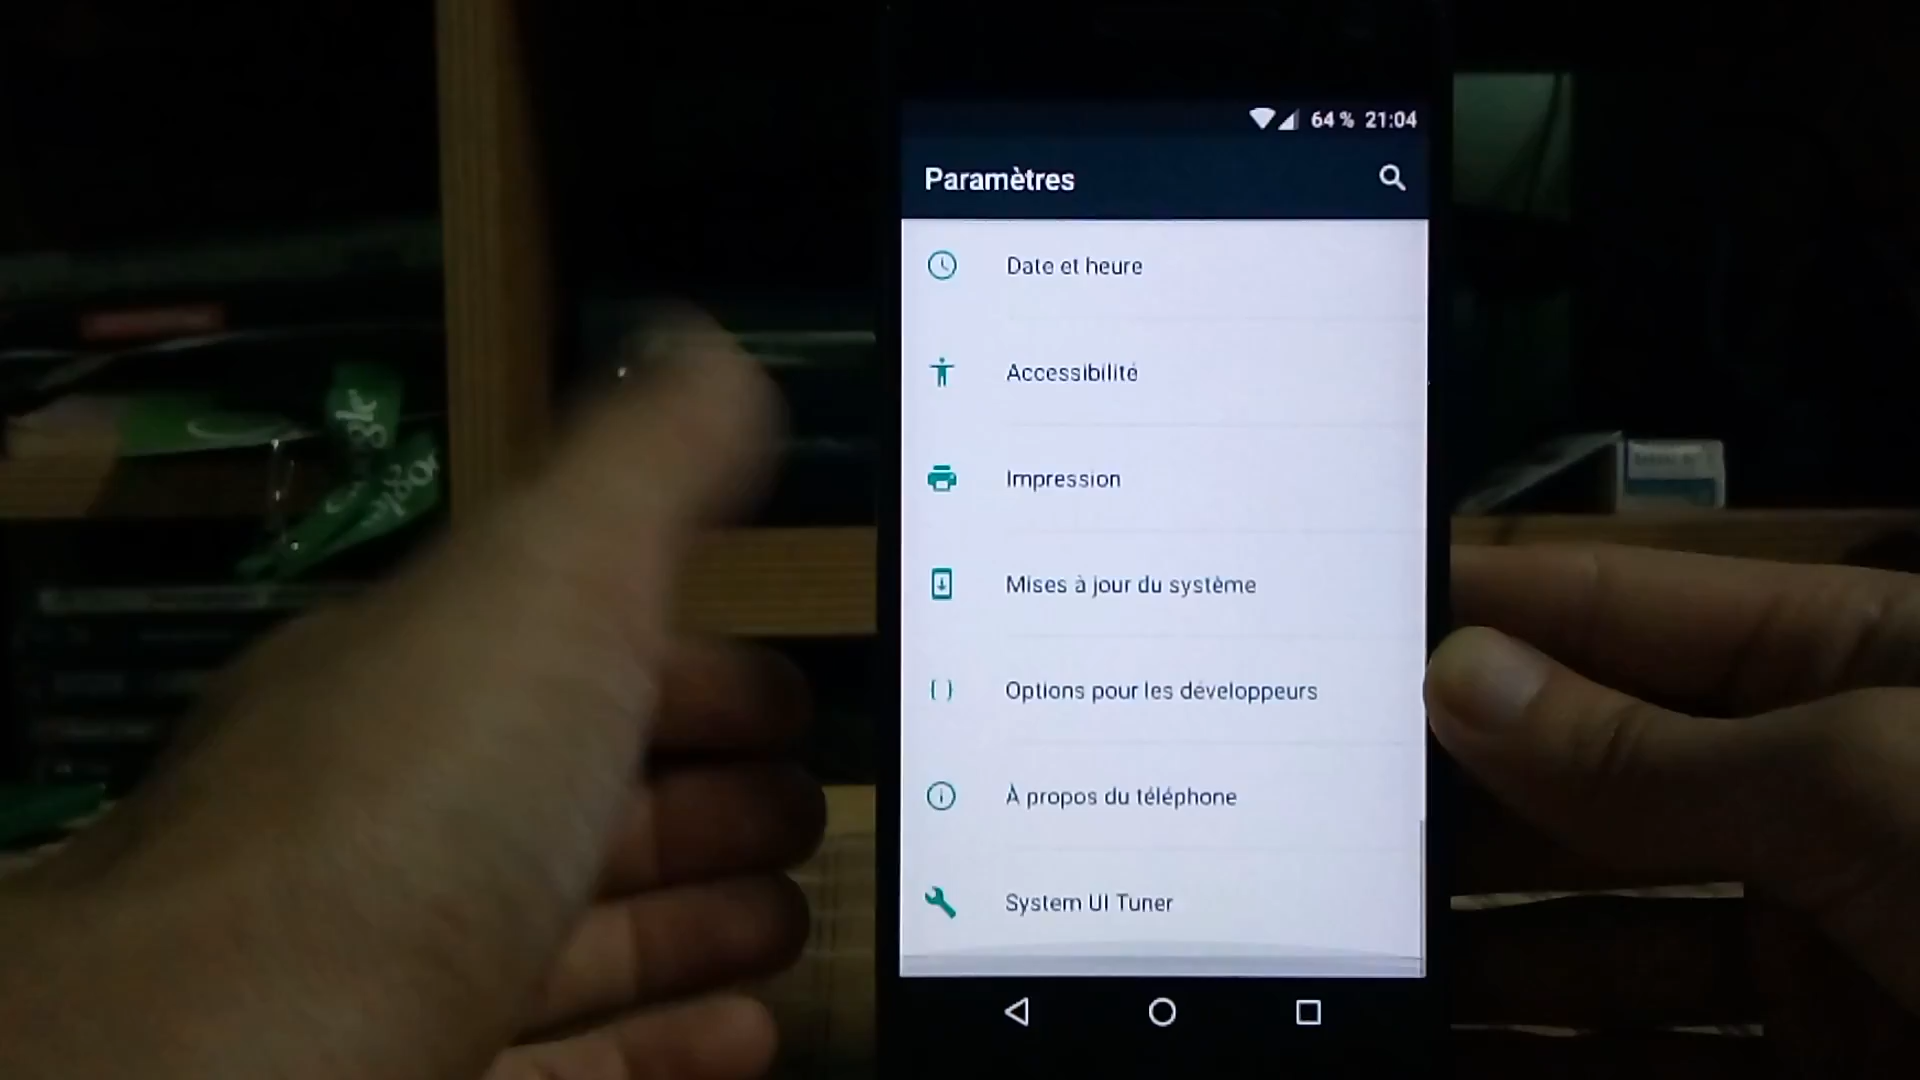 64 % 21:04
Paramètres
Date et heure
Accessibilité
Impression
Mises à jour du système
{ } Options pour les développeurs
À propos du téléphone
System UI Tuner